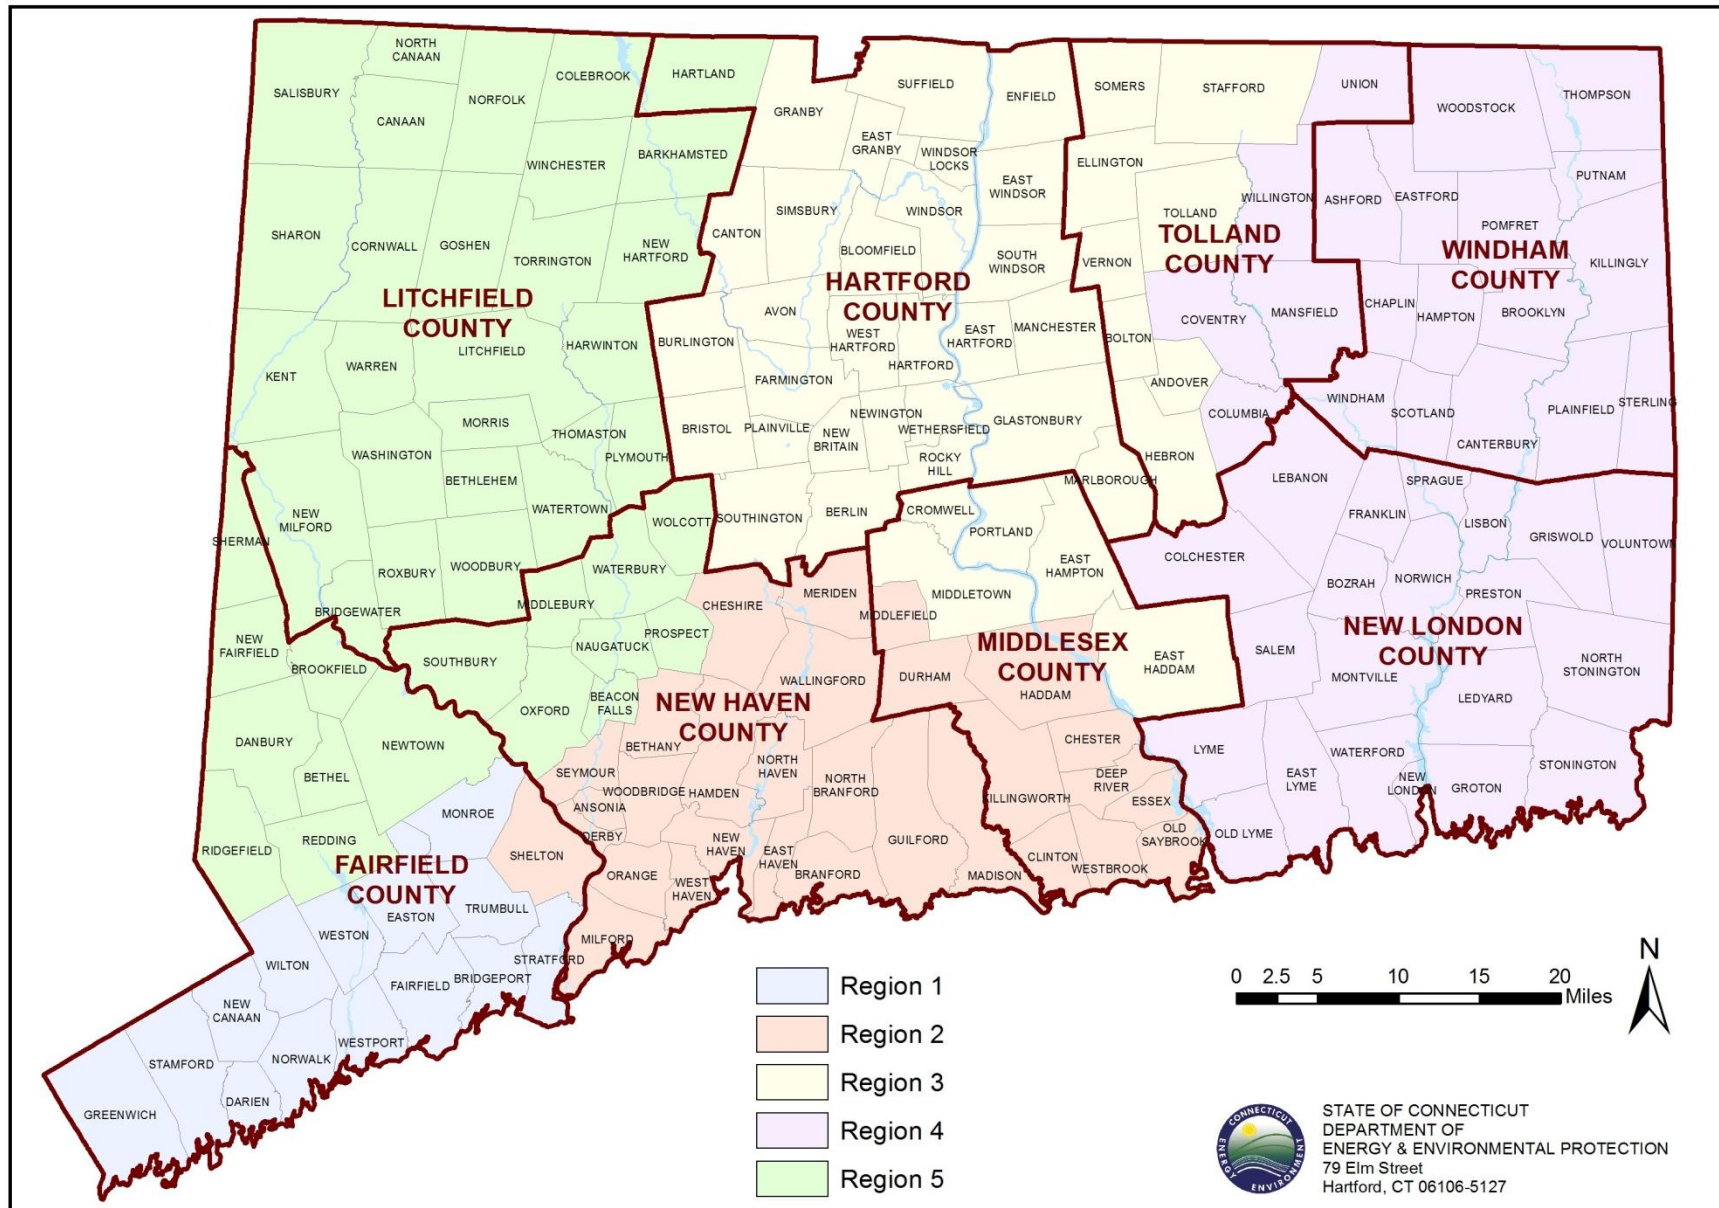 NORTH
CANAAN
COLEBROOK
HARTLAND
SALISBURY
NORFOLK
CANAAN
SUFFIELD
ENFIELD
SOMERS
STAFFORD
UNION
WOODSTOCK
THOMPSON
GRANBY
EAST
GRANBY
WINDSOR
LOCKS
WINCHESTER
BARKHAMSTED
ELLINGTON
EAST
WINDSOR
PUTNAM
WILLINGTON
ASHFORD
EASTFORD
SIMSBURY
WINDSOR
TOLLAND
POMFRET
SHARON
CORNWALL
GOSHEN
TORRINGTON
NEW
HARTFORD
CANTON
BLOOMFIELD
SOUTH
WINDSOR
VERNON
TOLLAND
COUNTY
WINDHAM
COUNTY
KILLINGLY
LITCHFIELD
COUNTY
HARTFORD
COUNTY
AVON
COVENTRY
MANSFIELD
CHAPLIN
HAMPTON
BROOKLYN
BURLINGTON
WEST
HARTFORD
HARTFORD
EAST
HARTFORD
MANCHESTER
BOLTON
LITCHFIELD
HARWINTON
WARREN
KENT
FARMINGTON
ANDOVER
COLUMBIA
WINDHAM
SCOTLAND
CANTERBURY
PLAINFIELD
STERLING
MORRIS
THOMASTON
PLYMOUTH
BRISTOL
PLAINVILLE
NEW
BRITAIN
NEWINGTON
WETHERSFIELD
GLASTONBURY
ROCKY
HILL
HEBRON
MARLBOROUGH
WASHINGTON
BETHLEHEM
WATERTOWN
LEBANON
SPRAGUE
FRANKLIN
LISBON
GRISWOLD
VOLUNTOWN
NEW
MILFORD
SHERMAN
WOLCOTT
SOUTHINGTON
BERLIN
CROMWELL
PORTLAND
EAST
HAMPTON
COLCHESTER
BOZRAH
NORWICH
PRESTON
ROXBURY
WOODBURY
WATERBURY
MIDDLEBURY
BRIDGEWATER
CHESHIRE
MERIDEN
MIDDLEFIELD
MIDDLETOWN
NEW
FAIRFIELD
BROOKFIELD
SOUTHBURY
NAUGATUCK
PROSPECT
MIDDLESEX
COUNTY
NEW LONDON
COUNTY
EAST
HADDAM
SALEM
MONTVILLE
NORTH
STONINGTON
LEDYARD
WALLINGFORD
DURHAM
HADDAM
NEW HAVEN
COUNTY
OXFORD
BEACON
FALLS
DANBURY
NEWTOWN
BETHEL
BETHANY
CHESTER
LYME
EAST
LYME
WATERFORD
NEW
LONDON
GROTON
STONINGTON
SEYMOUR
WOODBRIDGE
HAMDEN
NORTH
HAVEN
NORTH
BRANFORD
KILLINGWORTH
DEEP
RIVER
ESSEX
OLD
SAYBROOK
OLD LYME
MONROE
ANSONIA
DERBY
REDDING
RIDGEFIELD
SHELTON
NEW
HAVEN
EAST
HAVEN
GUILFORD
CLINTON
WESTBROOK
MADISON
BRANFORD
FAIRFIELD
COUNTY
ORANGE
WEST
HAVEN
EASTON
TRUMBULL
WESTON
WILTON
MILFORD
STRATFORD
BRIDGEPORT
FAIRFIELD
NEW
CANAAN
WESTPORT
NORWALK
STAMFORD
DARIEN
GREENWICH
Region 1
Region 2
Region 3
Region 4
Region 5
N
0 2.5 5 10 15 20
Miles
CONNECTICUT
ENERGY
ENVIRONMENT
STATE OF CONNECTICUT
DEPARTMENT OF
ENERGY & ENVIRONMENTAL PROTECTION
79 Elm Street
Hartford, CT 06106-5127